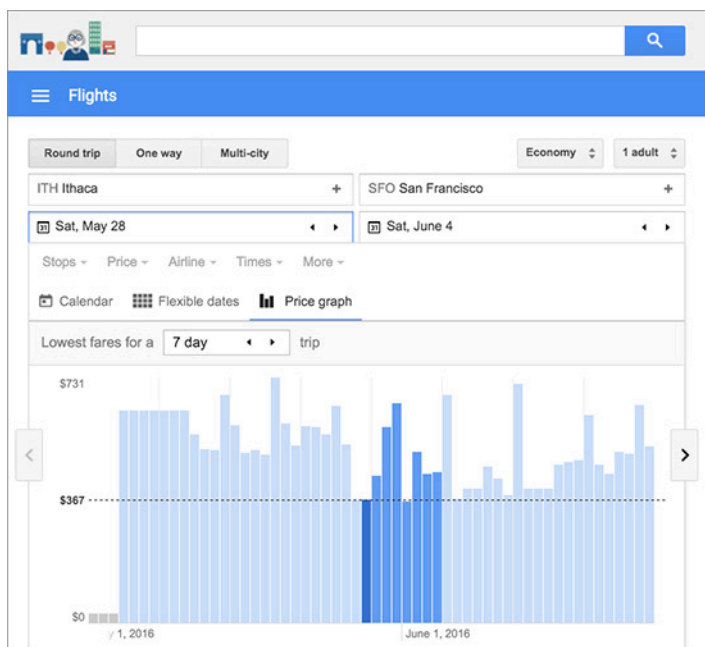 Flights
Round trip One way Multi-city Economy 1 adult
ITH Ithaca + SFO San Francisco +
31 Sat, May 28 31 Sat, June 4
Stops Price Airline Times More
Calendar Flexible dates Price graph
Lowest fares for a 7 day trip
$731
$367
$0
y 1, 2016 June 1, 2016